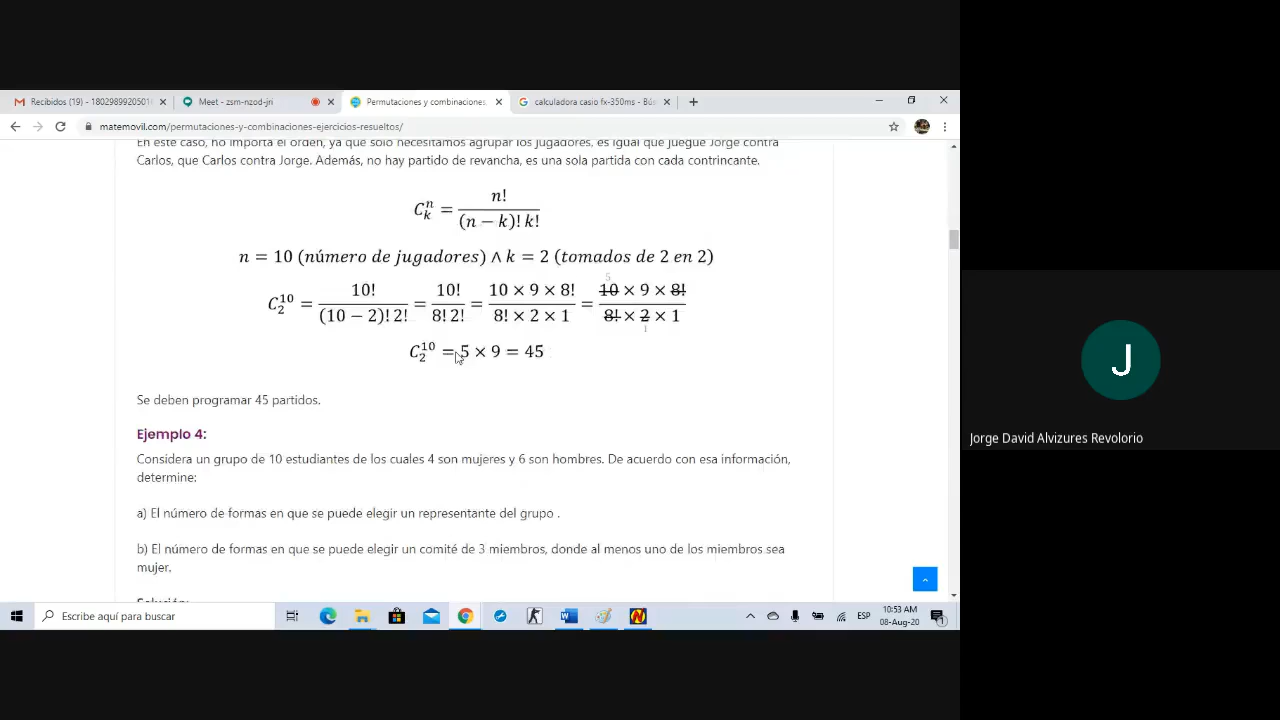 Recibidos (19) - 1802989920501
Meet - zsm-nzod-jri
Permutaciones y combinaciones
calculadora casio fx-350ms - Bús
matemovil.com/permutaciones-y-combinaciones-ejercicios-resueltos/
En este caso, no importa el orden, ya que solo necesitamos agrupar los jugadores, es igual que juegue Jorge contra
Carlos, que Carlos contra Jorge. Además, no hay partido de revancha, es una sola partida con cada contrincante.
C_k^n = n! / (n − k)! k!
n = 10 (número de jugadores) ∧ k = 2 (tomados de 2 en 2)
C_2^10 = 10! / (10 − 2)! 2! = 10! / 8! 2! = 10 × 9 × 8! / 8! × 2 × 1 = 5 10 × 9 × 8! / 8! × 2 × 1 1
C_2^10 = 5 × 9 = 45
Se deben programar 45 partidos.
Ejemplo 4:
Considera un grupo de 10 estudiantes de los cuales 4 son mujeres y 6 son hombres. De acuerdo con esa información,
determine:
a) El número de formas en que se puede elegir un representante del grupo .
b) El número de formas en que se puede elegir un comité de 3 miembros, donde al menos uno de los miembros sea
mujer.
Solución:
J
Jorge David Alvizures Revolorio
Escribe aquí para buscar
ESP
10:53 AM
08-Aug-20